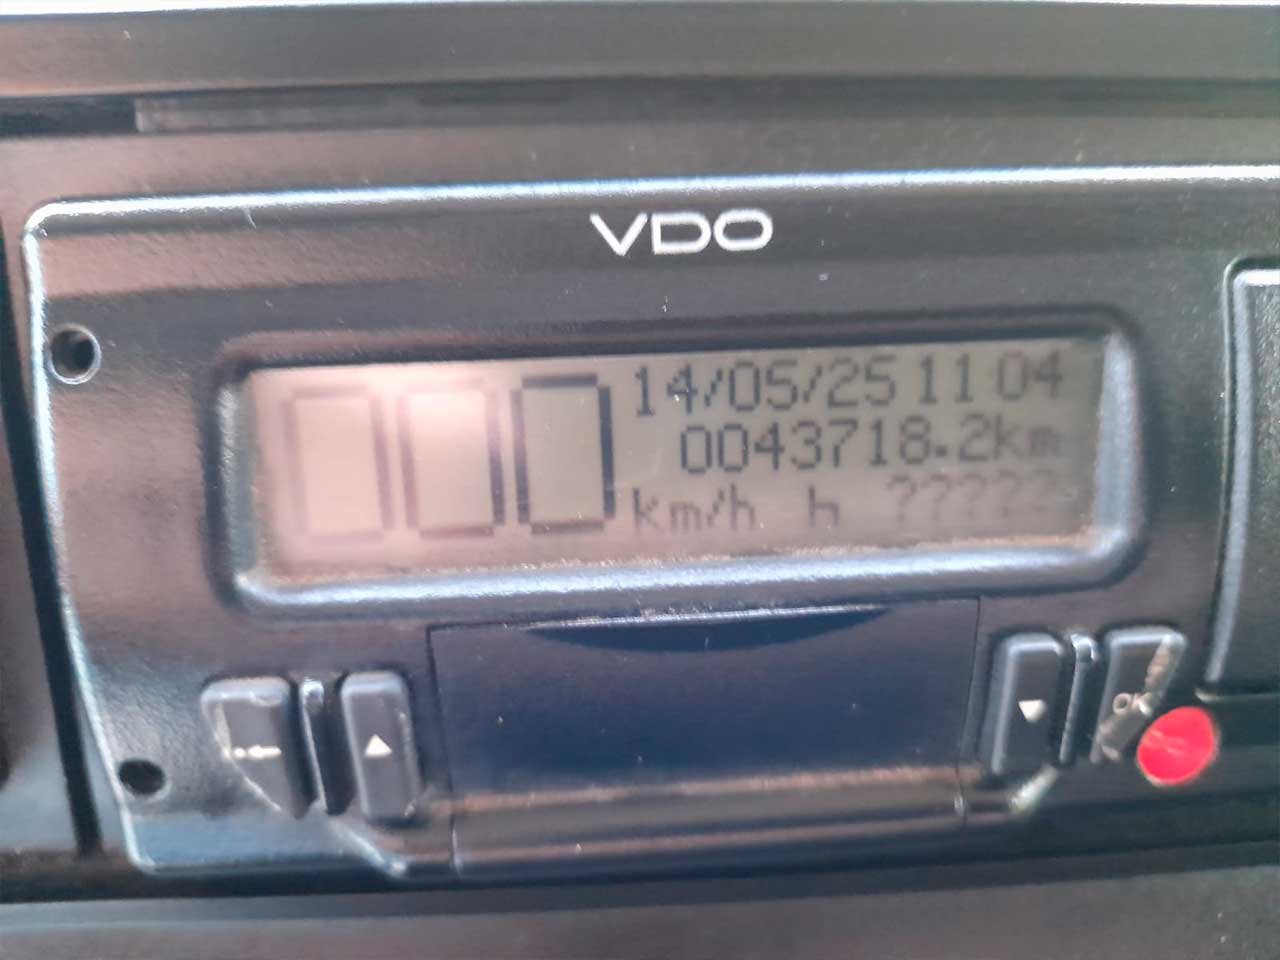 VDO
000 14/05/25 11 04
0043718.2km
km/h h ?????
OK